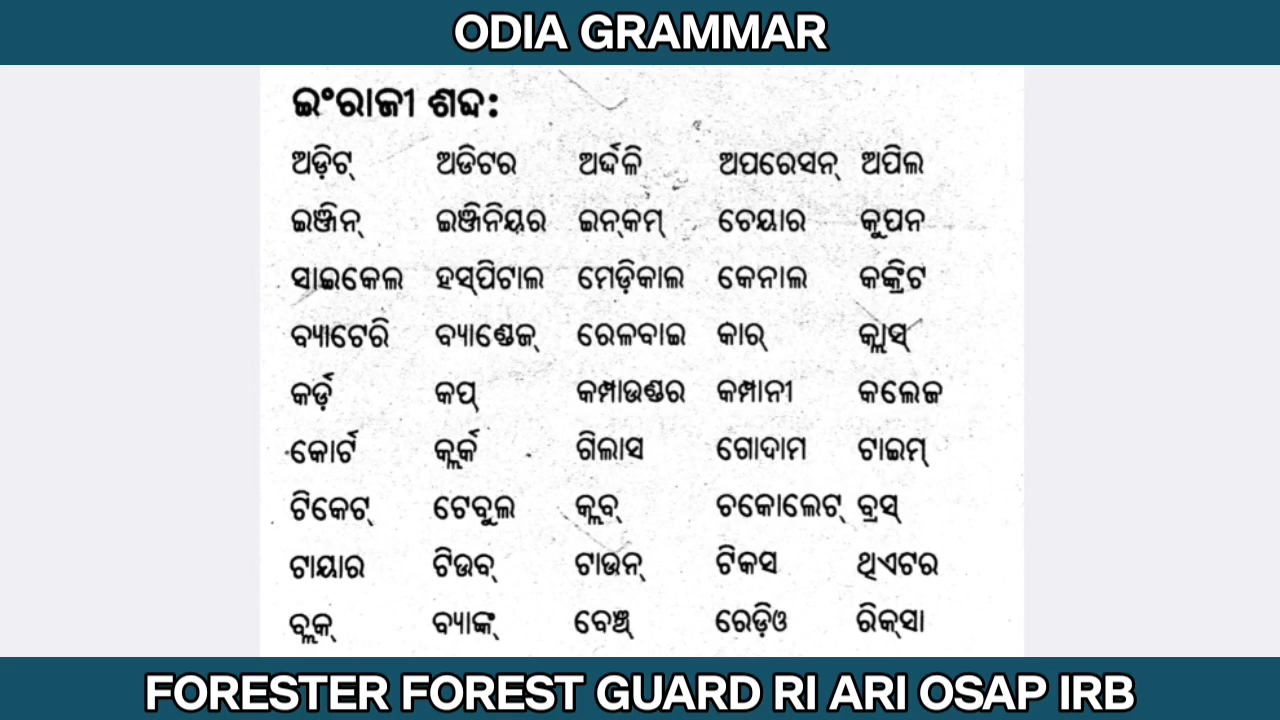 ODIA GRAMMAR
ଇଂରାଜୀ ଶବ୍ଦ:
ଅଡ଼ିଟ୍ ଅଡିଟର ଅର୍ଦ୍ଦଳି ଅପରେସନ୍ ଅପିଲ
ଇଞ୍ଜିନ୍ ଇଞ୍ଜିନିୟର ଇନ୍‌କମ୍ ଚେୟାର କୁପନ
ସାଇକେଲ ହସ୍‌ପିଟାଲ ମେଡ଼ିକାଲ କେନାଲ କଙ୍କ୍ରିଟ
ବ୍ୟାଟେରି ବ୍ୟାଣ୍ଡେଜ୍ ରେଳବାଇ କାର୍ କ୍ଲାସ୍
କର୍ଡ଼ କପ୍ କମ୍ପାଉଣ୍ଡର କମ୍ପାନୀ କଲେଜ
କୋର୍ଟ କ୍ଲର୍କ ଗିଲାସ ଗୋଦାମ ଟାଇମ୍
ଟିକେଟ୍ ଟେବୁଲ କ୍ଲବ୍ ଚକୋଲେଟ୍ ବ୍ରସ୍
ଟାୟାର ଟିଉବ୍ ଟାଉନ୍ ଟିକସ ଥିଏଟର
ବ୍ଲକ୍ ବ୍ୟାଙ୍କ୍ ବେଞ୍ଚ୍ ରେଡ଼ିଓ ରିକ୍‌ସା
FORESTER FOREST GUARD RI ARI OSAP IRB